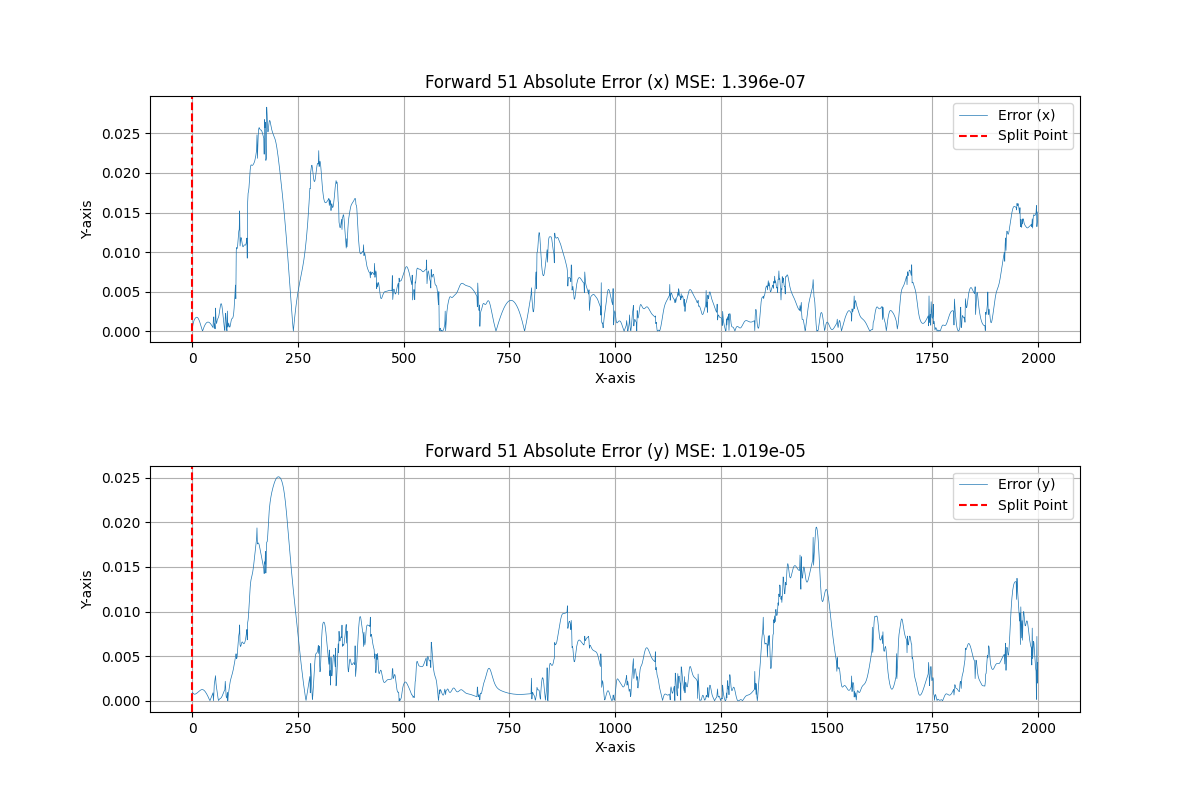 Forward 51 Absolute Error (x) MSE: 1.396e-07
Error (x)
Split Point
0.025
0.020
0.015
0.010
0.005
0.000
Y-axis
0 250 500 750 1000 1250 1500 1750 2000
X-axis
Forward 51 Absolute Error (y) MSE: 1.019e-05
Error (y)
Split Point
0.025
0.020
0.015
0.010
0.005
0.000
Y-axis
0 250 500 750 1000 1250 1500 1750 2000
X-axis